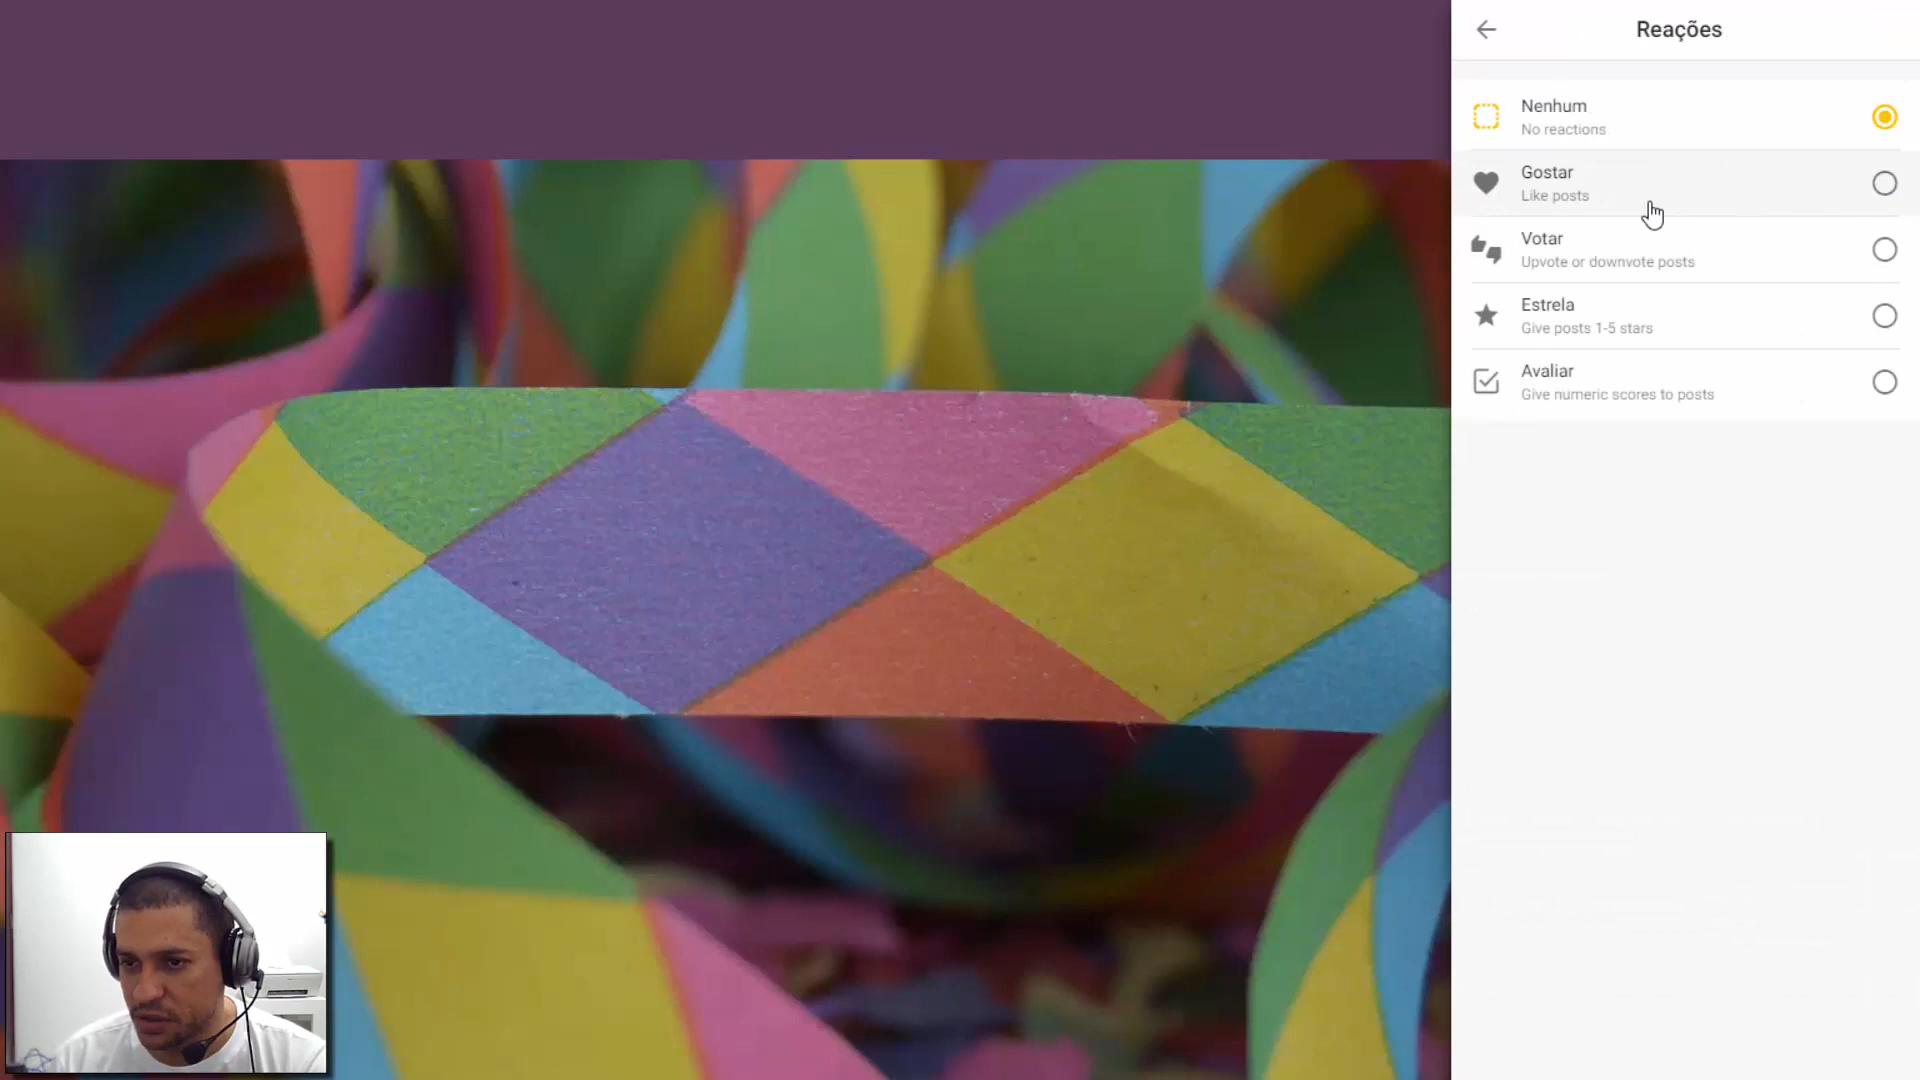 Reações
Nenhum
No reactions
Gostar
Like posts
Votar
Upvote or downvote posts
Estrela
Give posts 1-5 stars
Avaliar
Give numeric scores to posts